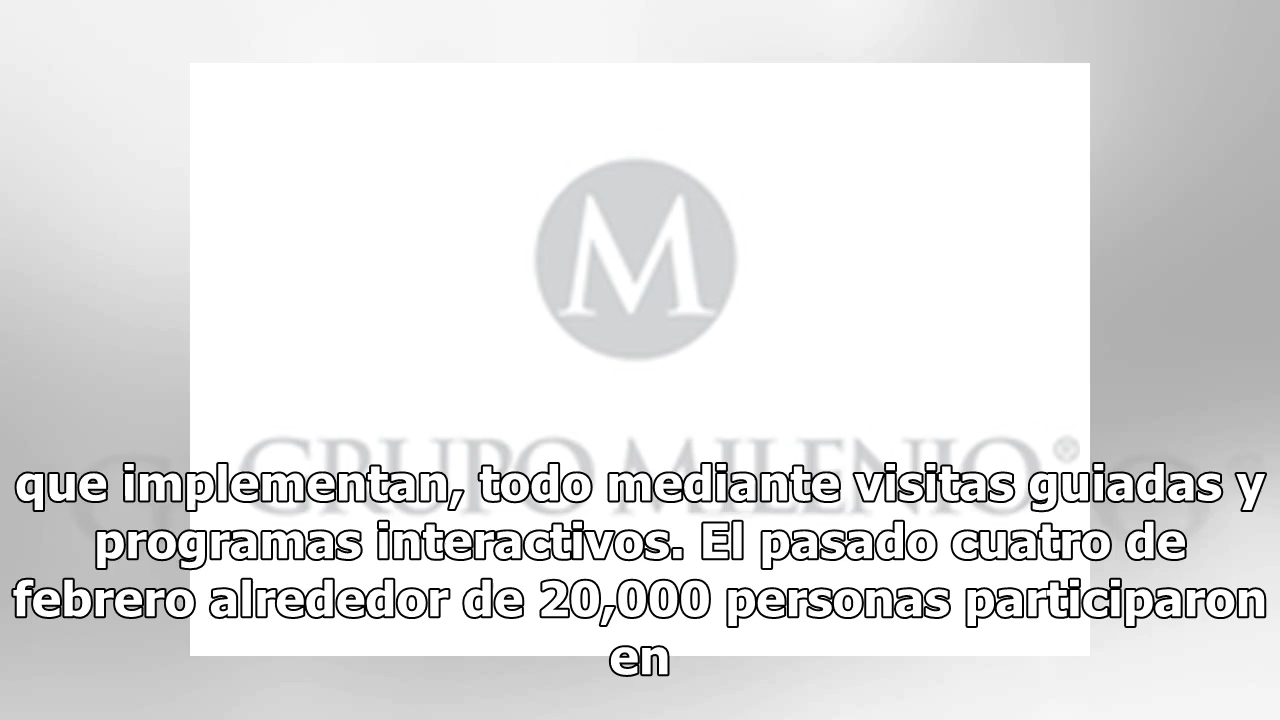 M
GRUPO MILENIO®
que implementan, todo mediante visitas guiadas y
programas interactivos. El pasado cuatro de
febrero alrededor de 20,000 personas participaron
en